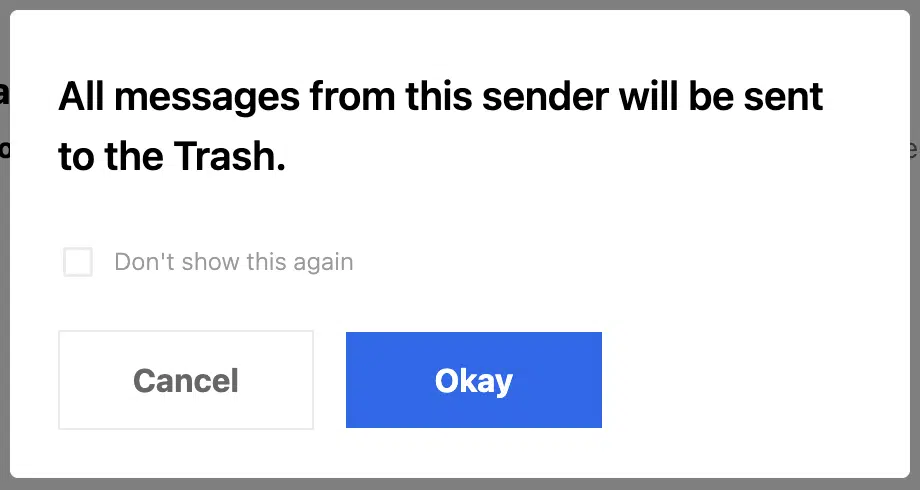 All messages from this sender will be sent
to the Trash.
Don't show this again
Cancel
Okay